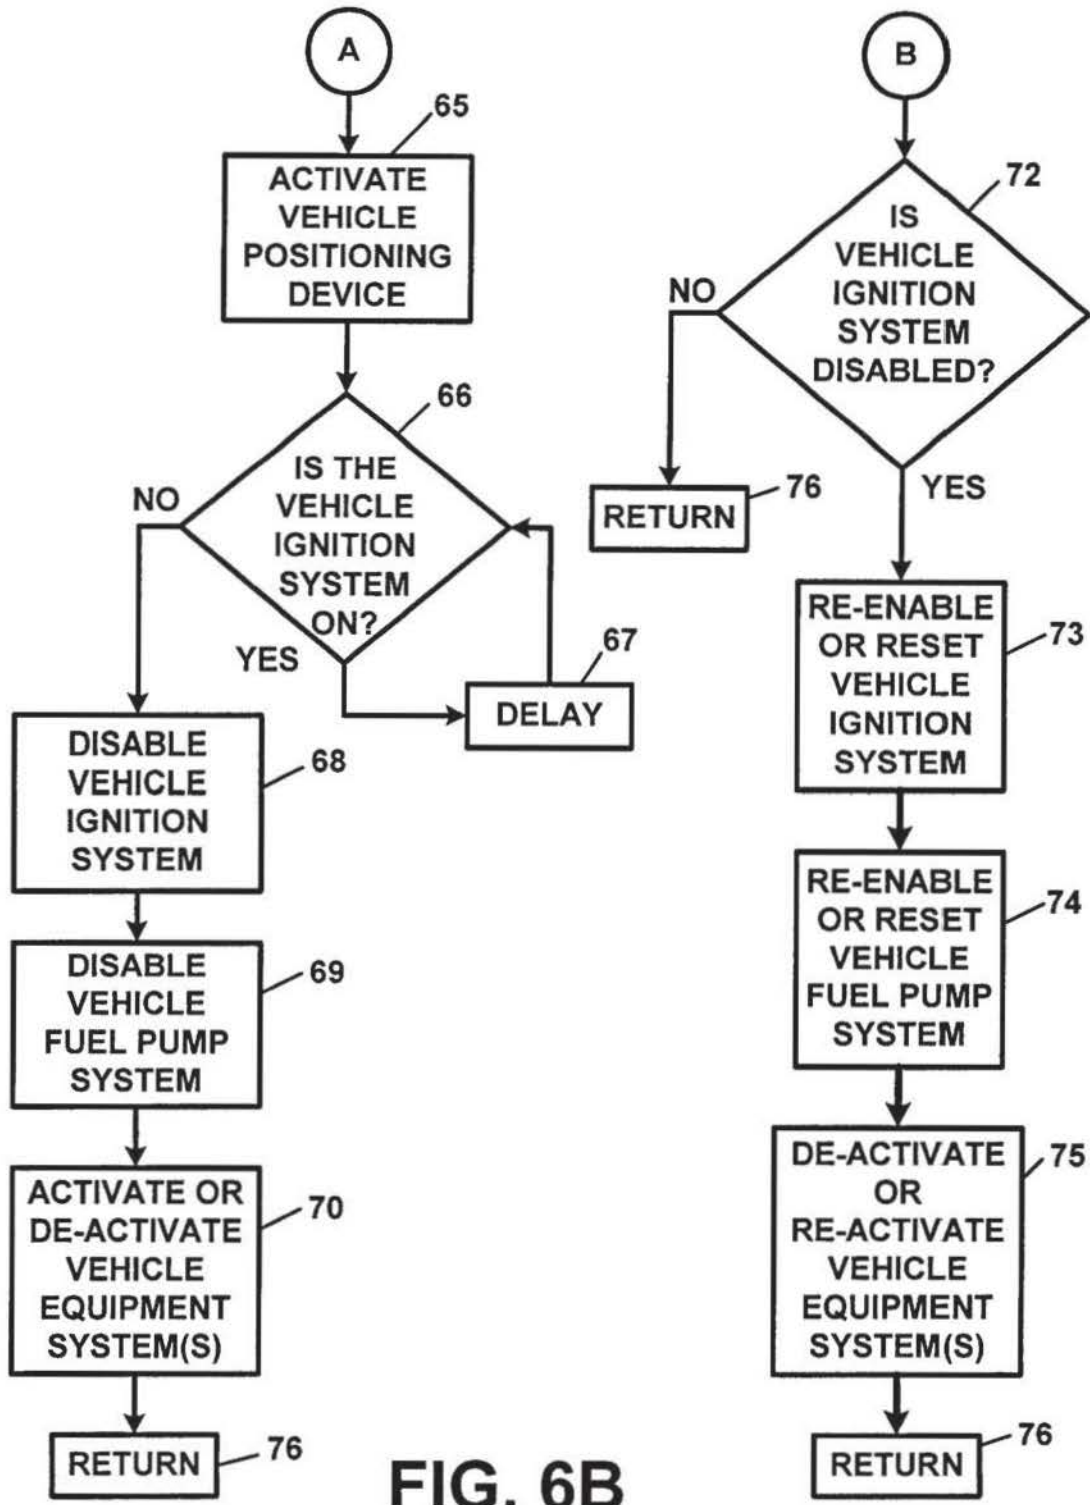 A
65
ACTIVATE
VEHICLE
POSITIONING
DEVICE
66
IS THE
VEHICLE
IGNITION
SYSTEM
ON?
NO
YES
67
DELAY
DISABLE
VEHICLE
IGNITION
SYSTEM
68
DISABLE
VEHICLE
FUEL PUMP
SYSTEM
69
ACTIVATE OR
DE-ACTIVATE
VEHICLE
EQUIPMENT
SYSTEM(S)
70
RETURN
76
B
72
IS
VEHICLE
IGNITION
SYSTEM
DISABLED?
NO
RETURN
76
YES
RE-ENABLE
OR RESET
VEHICLE
IGNITION
SYSTEM
73
RE-ENABLE
OR RESET
VEHICLE
FUEL PUMP
SYSTEM
74
DE-ACTIVATE
OR
RE-ACTIVATE
VEHICLE
EQUIPMENT
SYSTEM(S)
75
RETURN
76
FIG. 6B